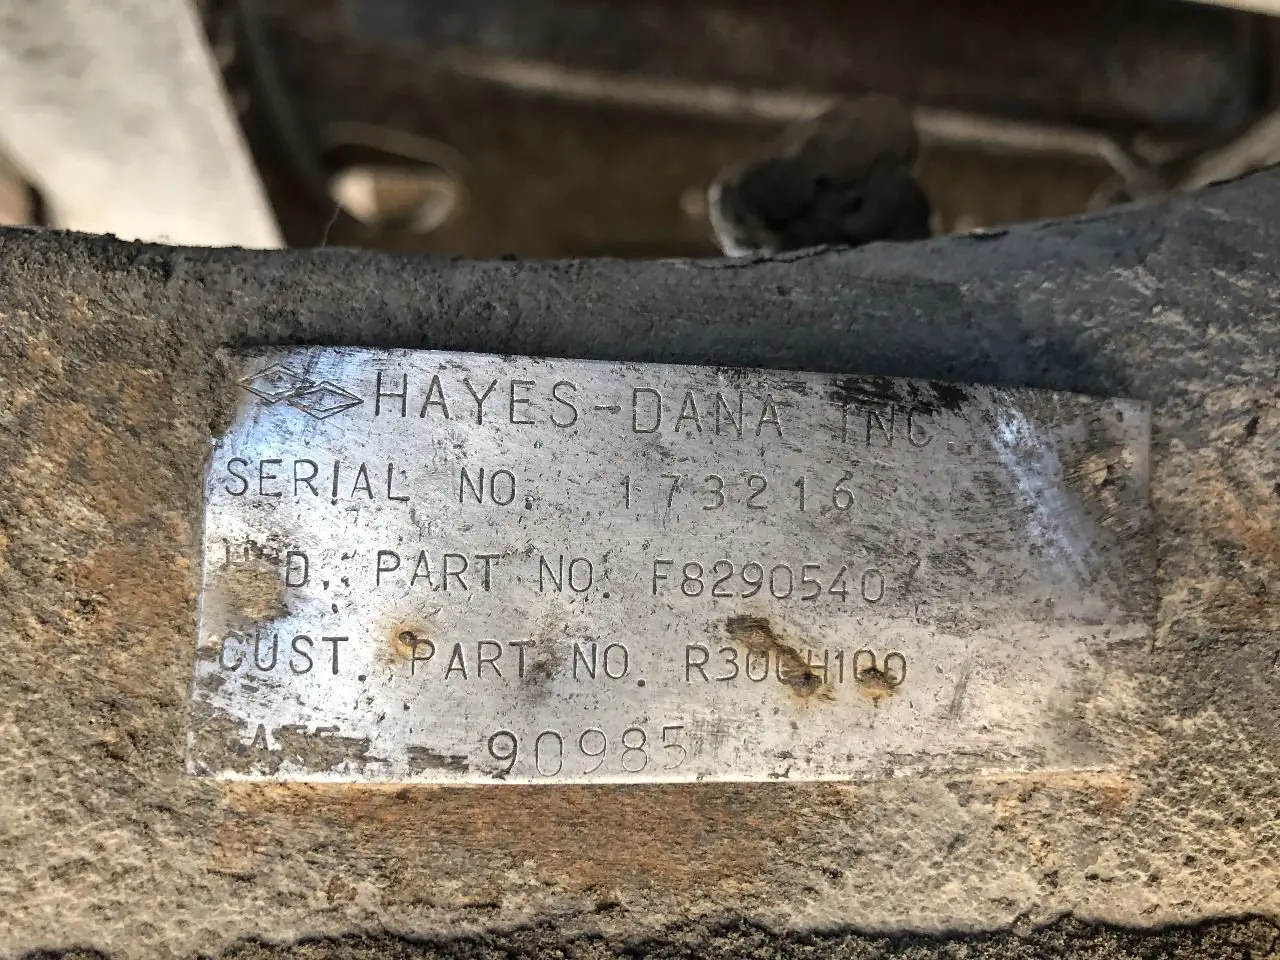 HAYES-DANA INC.
SERIAL NO. 173216
PART NO. F8290540
CUST. PART NO.
90985